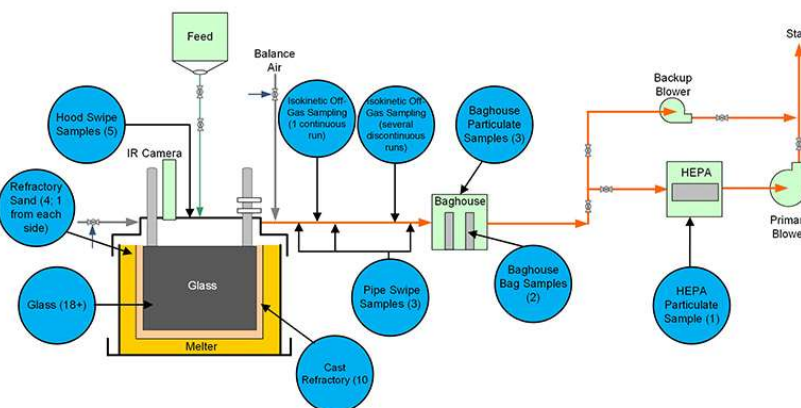 Feed
Balance
Air
Hood Swipe
Samples (5)
IR Camera
Refractory
Sand (4; 1
from each
side)
Glass (18+)
Glass
Melter
Cast
Refractory (10
Isokinetic Off-
Gas Sampling
(1 continuous
run)
Isokinetic Off-
Gas Sampling
(several
discontinuous
runs)
Pipe Swipe
Samples (3)
Baghouse
Particulate
Samples (3)
Baghouse
Baghouse
Bag Samples
(2)
Backup
Blower
HEPA
HEPA
Particulate
Sample (1)
Sta
Primar
Blowe